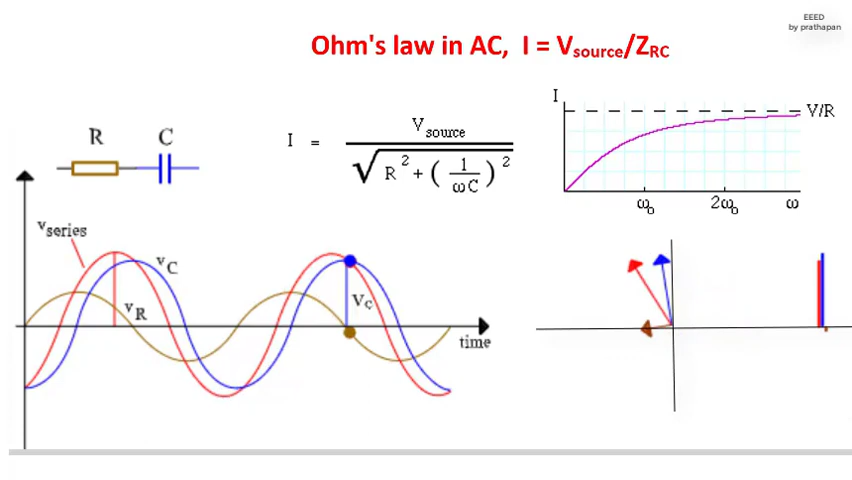 EEED
by prathapan
Ohm's law in AC, I = Vsource/ZRC
R C
I = Vsource / √(R² + (1/ωC)²)
I
V/R
ω₀ 2ω₀ ω
vseries
vC
vR
Vc
time